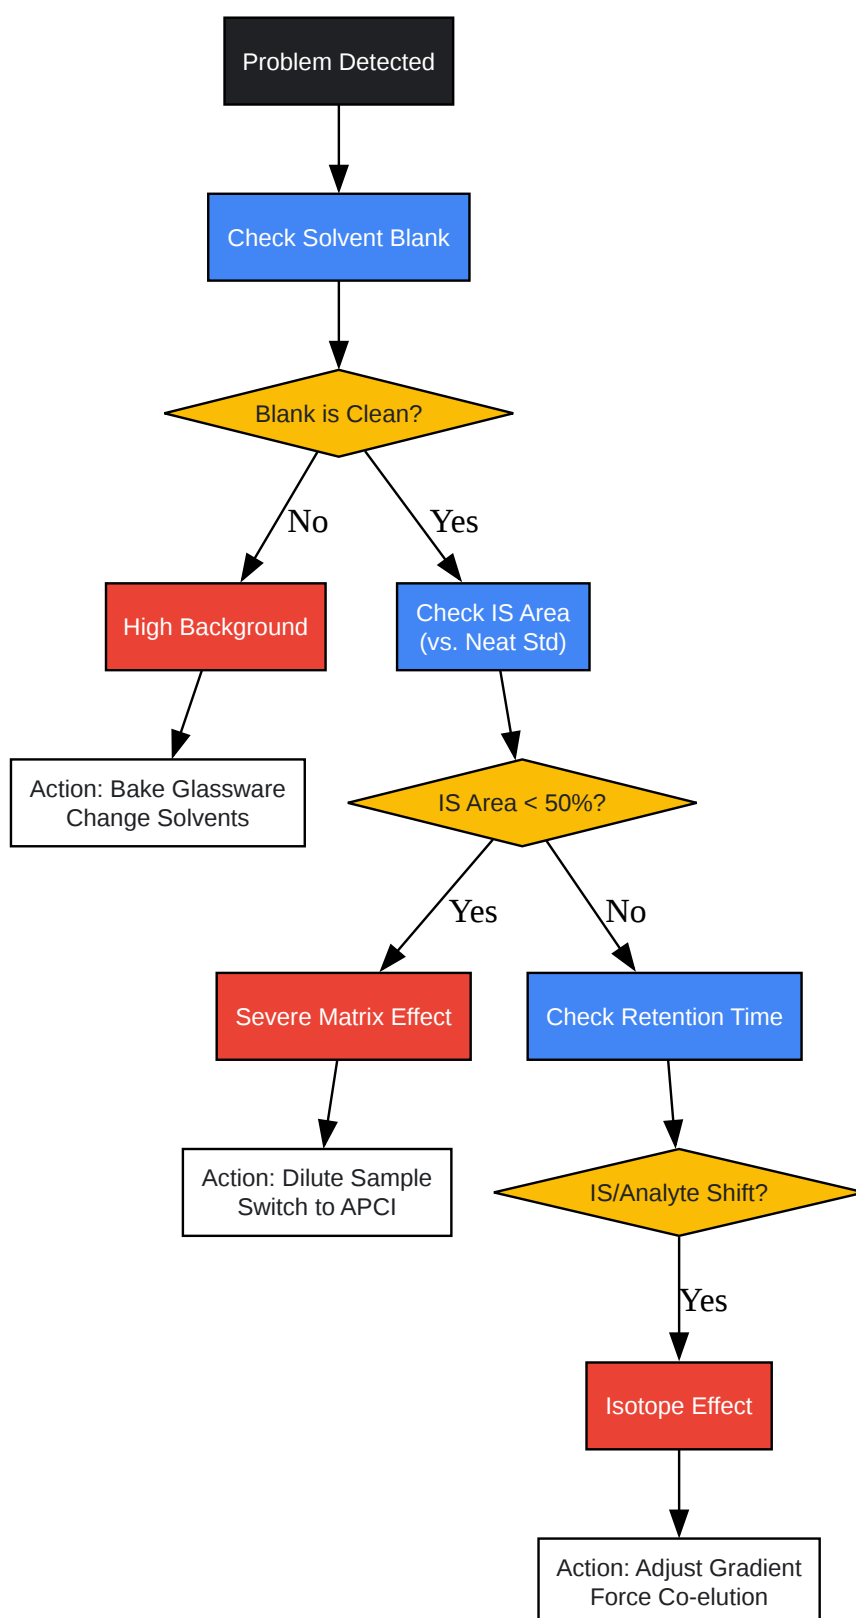 Problem Detected
Check Solvent Blank
Blank is Clean?
No
Yes
High Background
Check IS Area
(vs. Neat Std)
Action: Bake Glassware
Change Solvents
IS Area < 50%?
Yes
No
Severe Matrix Effect
Check Retention Time
Action: Dilute Sample
Switch to APCI
IS/Analyte Shift?
Yes
Isotope Effect
Action: Adjust Gradient
Force Co-elution